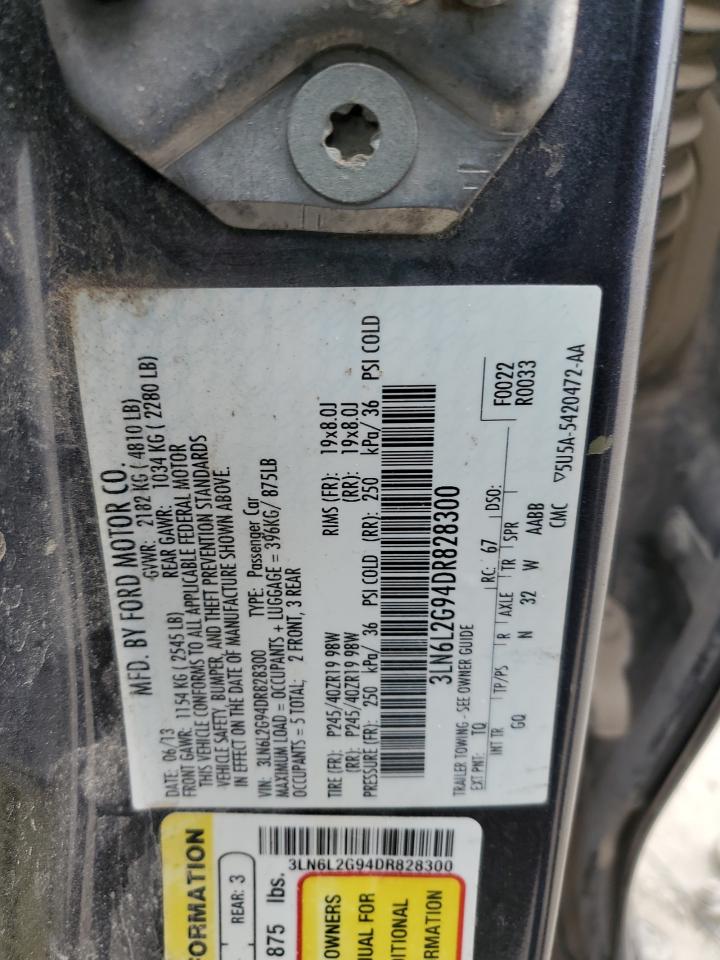 MFD. BY FORD MOTOR CO.
DATE: 06/13 GVWR: 2182 KG ( 4810 LB)
FRONT GAWR: 1154 KG ( 2545 LB) REAR GAWR: 1034 KG ( 2280 LB)
THIS VEHICLE CONFORMS TO ALL APPLICABLE FEDERAL MOTOR
VEHICLE SAFETY, BUMPER, AND THEFT PREVENTION STANDARDS
IN EFFECT ON THE DATE OF MANUFACTURE SHOWN ABOVE.
VIN: 3LN6L2G94DR828300 TYPE: Passenger Car
MAXIMUM LOAD = OCCUPANTS + LUGGAGE = 396KG/ 875LB
OCCUPANTS = 5 TOTAL; 2 FRONT, 3 REAR
TIRE (FR): P245/40ZR19 98W RIMS (FR): 19x8.0J
(RR): P245/40ZR19 98W (RR): 19x8.0J
PRESSURE (FR): 250 kPa/ 36 PSI COLD (RR): 250 kPa/ 36 PSI COLD
3LN6L2G94DR828300
TRAILER TOWING - SEE OWNER GUIDE
F0022
R0033
EXT PNT: TQ RC: 67 DSO:
INT TR TP/PS R AXLE TR SPR
GQ N 32 W AABB
CMC ▽5U5A-5420472-AA
ORMATION
REAR: 3
875 lbs.
3LN6L2G94DR828300
OWNERS
UAL FOR
DITIONAL
RMATION